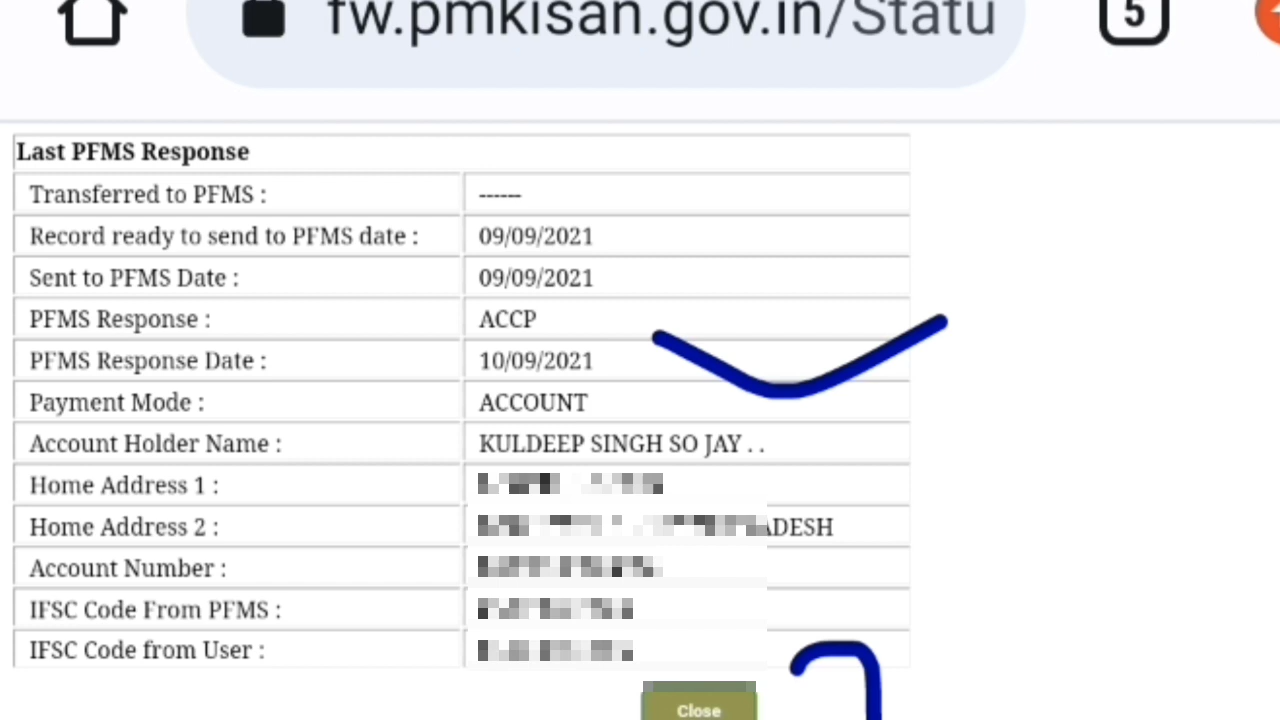 fw.pmkisan.gov.in/Statu
5
Last PFMS Response
Transferred to PFMS : ------
Record ready to send to PFMS date : 09/09/2021
Sent to PFMS Date : 09/09/2021
PFMS Response : ACCP
PFMS Response Date : 10/09/2021
Payment Mode : ACCOUNT
Account Holder Name : KULDEEP SINGH SO JAY . .
Home Address 1 :
Home Address 2 : ADESH
Account Number :
IFSC Code From PFMS :
IFSC Code from User :
Close